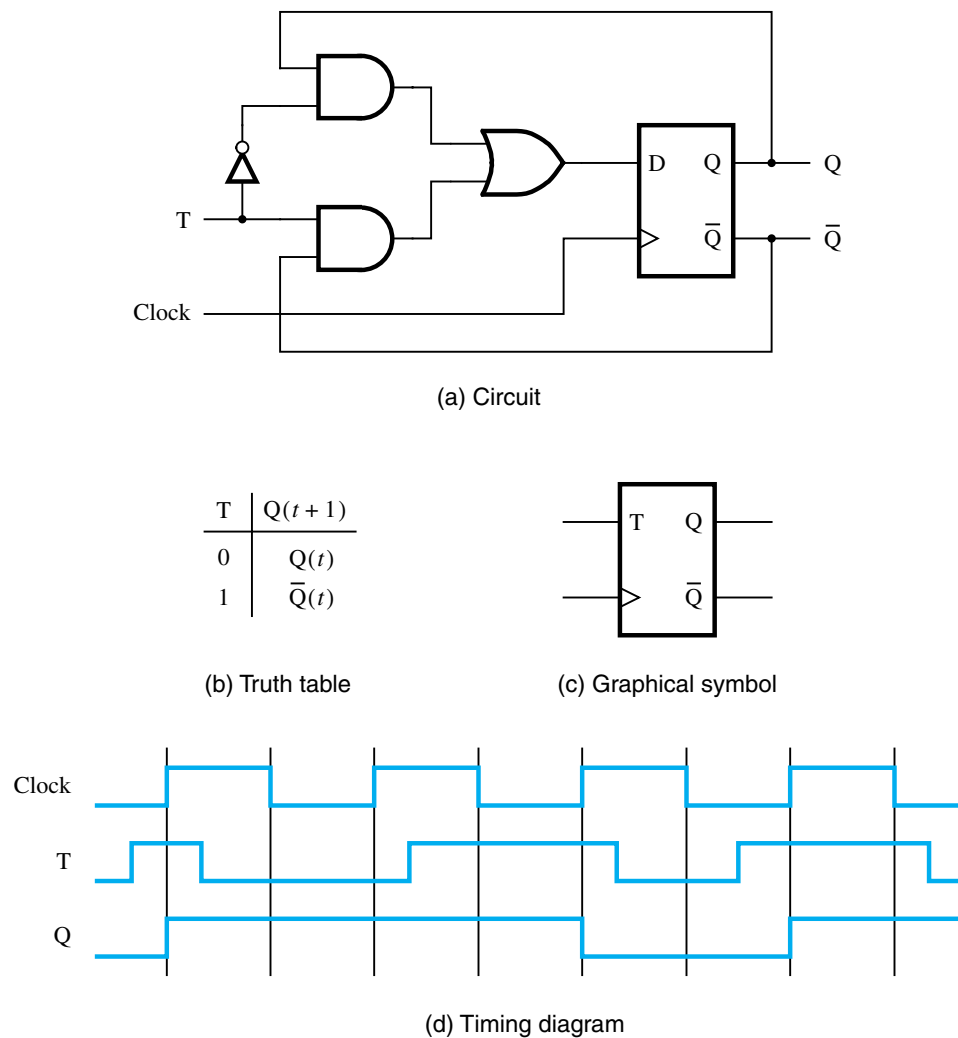 D Q Q
T
Q̅ Q̅
Clock
(a) Circuit
T Q(t + 1)
0 Q(t)
1 Q̅(t)
T Q
Q̅
(b) Truth table
(c) Graphical symbol
Clock
T
Q
(d) Timing diagram